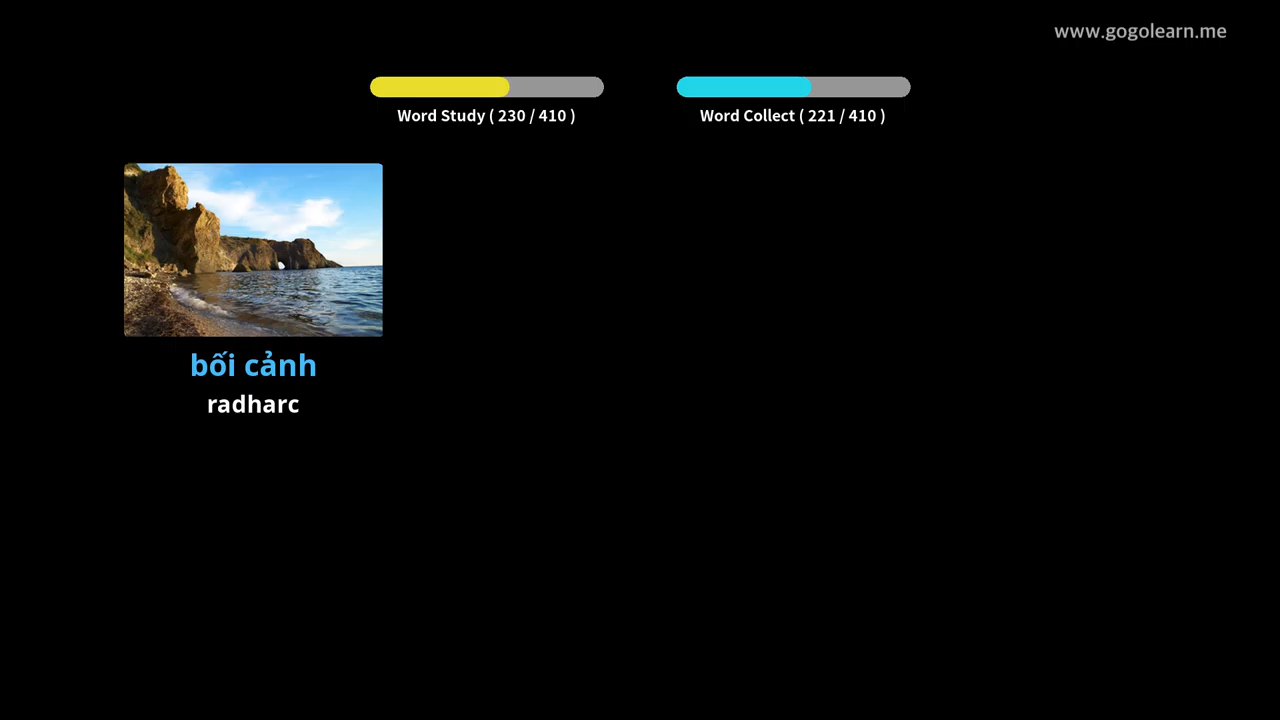 www.gogolearn.me
Word Study ( 230 / 410 )
Word Collect ( 221 / 410 )
bối cảnh
radharc